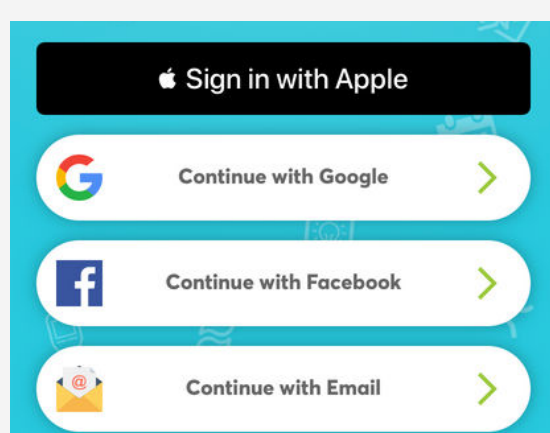 Sign in with Apple
Continue with Google
Continue with Facebook
Continue with Email